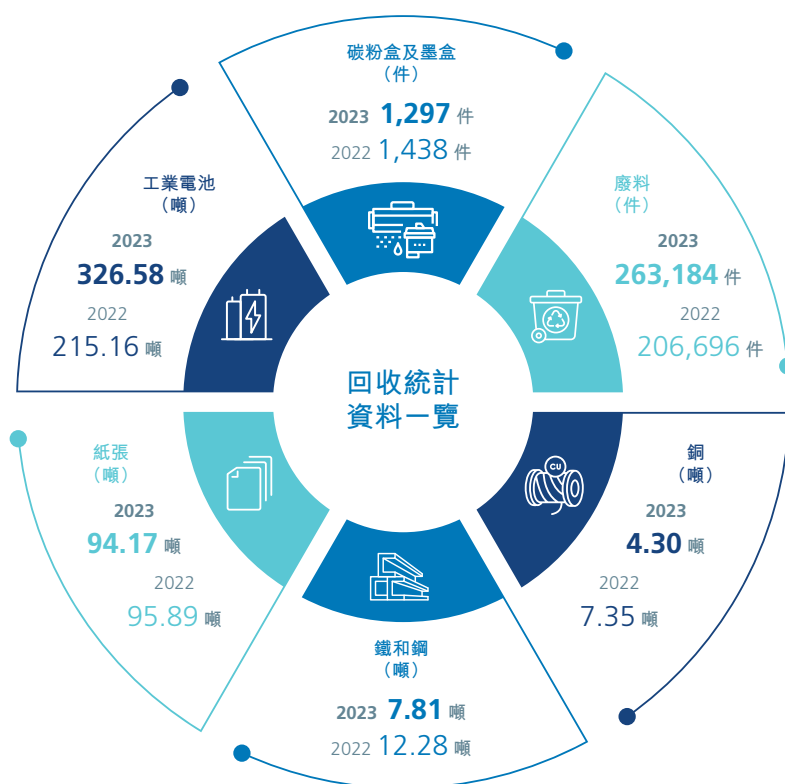 碳粉盒及墨盒
（件）
2023 1,297 件
2022 1,438 件
工業電池
（噸）
2023
326.58 噸
2022
215.16 噸
廢料
（件）
2023
263,184 件
2022
206,696 件
回收統計
資料一覽
紙張
（噸）
2023
94.17 噸
2022
95.89 噸
CU
銅
（噸）
2023
4.30 噸
2022
7.35 噸
鐵和鋼
（噸）
2023 7.81 噸
2022 12.28 噸